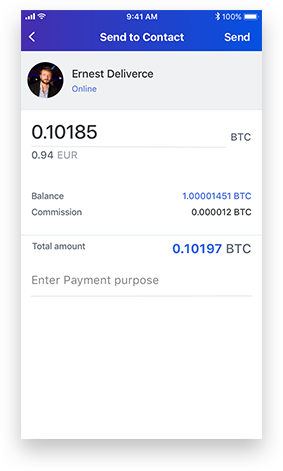 9:41 AM 100%
Send to Contact Send
Ernest Deliverce
Online
0.10185 BTC
0.94 EUR
Balance 1.00001451 BTC
Commission 0.000012 BTC
Total amount 0.10197 BTC
Enter Payment purpose